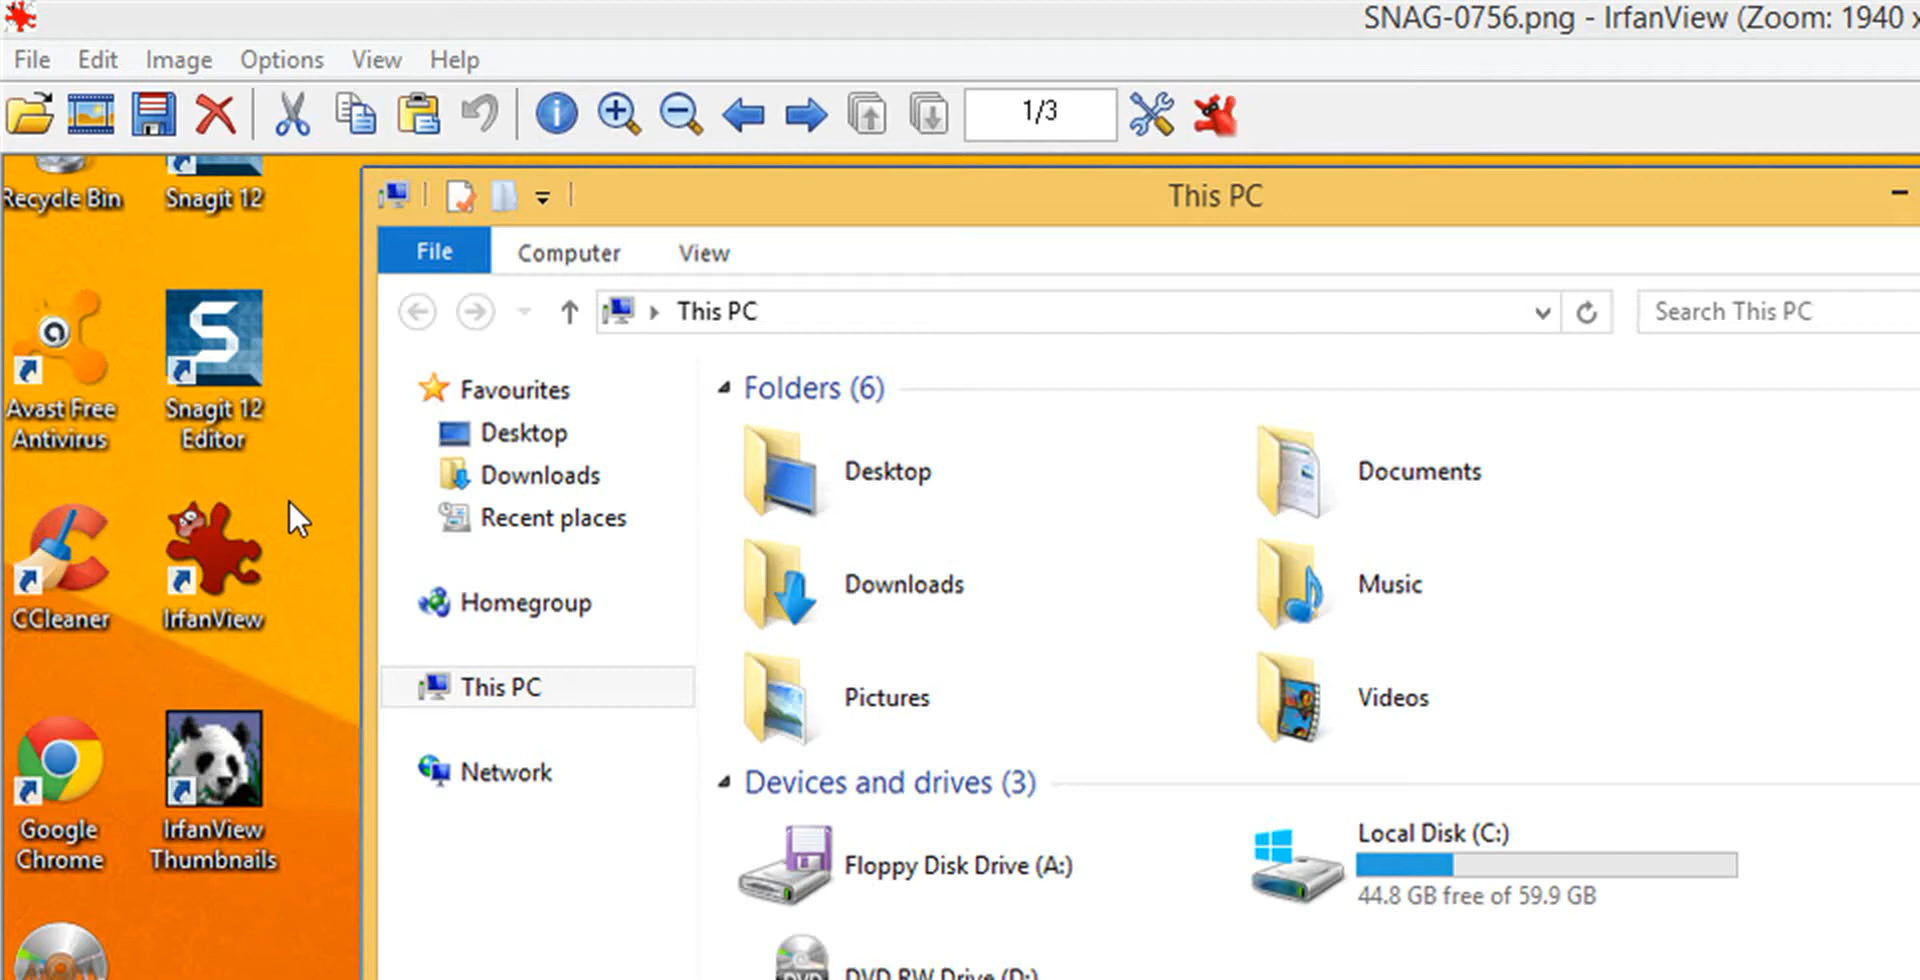 SNAG-0756.png - IrfanView (Zoom: 1940 x
File Edit Image Options View Help
1/3
Recycle Bin
Snagit 12
This PC
File Computer View
This PC
Search This PC
Avast Free
Antivirus
Snagit 12
Editor
CCleaner
IrfanView
Google
Chrome
IrfanView
Thumbnails
Favourites
Desktop
Downloads
Recent places
Homegroup
This PC
Network
Folders (6)
Desktop
Documents
Downloads
Music
Pictures
Videos
Devices and drives (3)
Floppy Disk Drive (A:)
Local Disk (C:)
44.8 GB free of 59.9 GB
DVD RW Drive (D:)